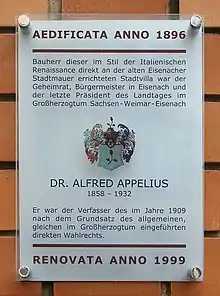 AEDIFICATA ANNO 1896
Bauherr dieser im Stil der Italienischen
Renaissance direkt an der alten Eisenacher
Stadtmauer errichteten Stadtvilla war der
Geheimrat, Bürgermeister in Eisenach und
der letzte Präsident des Landtages im
Großherzogtum Sachsen-Weimar-Eisenach
DR. ALFRED APPELIUS
1858 – 1932
Er war der Verfasser des im Jahre 1909
nach dem Grundsatz des allgemeinen,
gleichen im Großherzogtum eingeführten
direkten Wahlrechts.
RENOVATA ANNO 1999